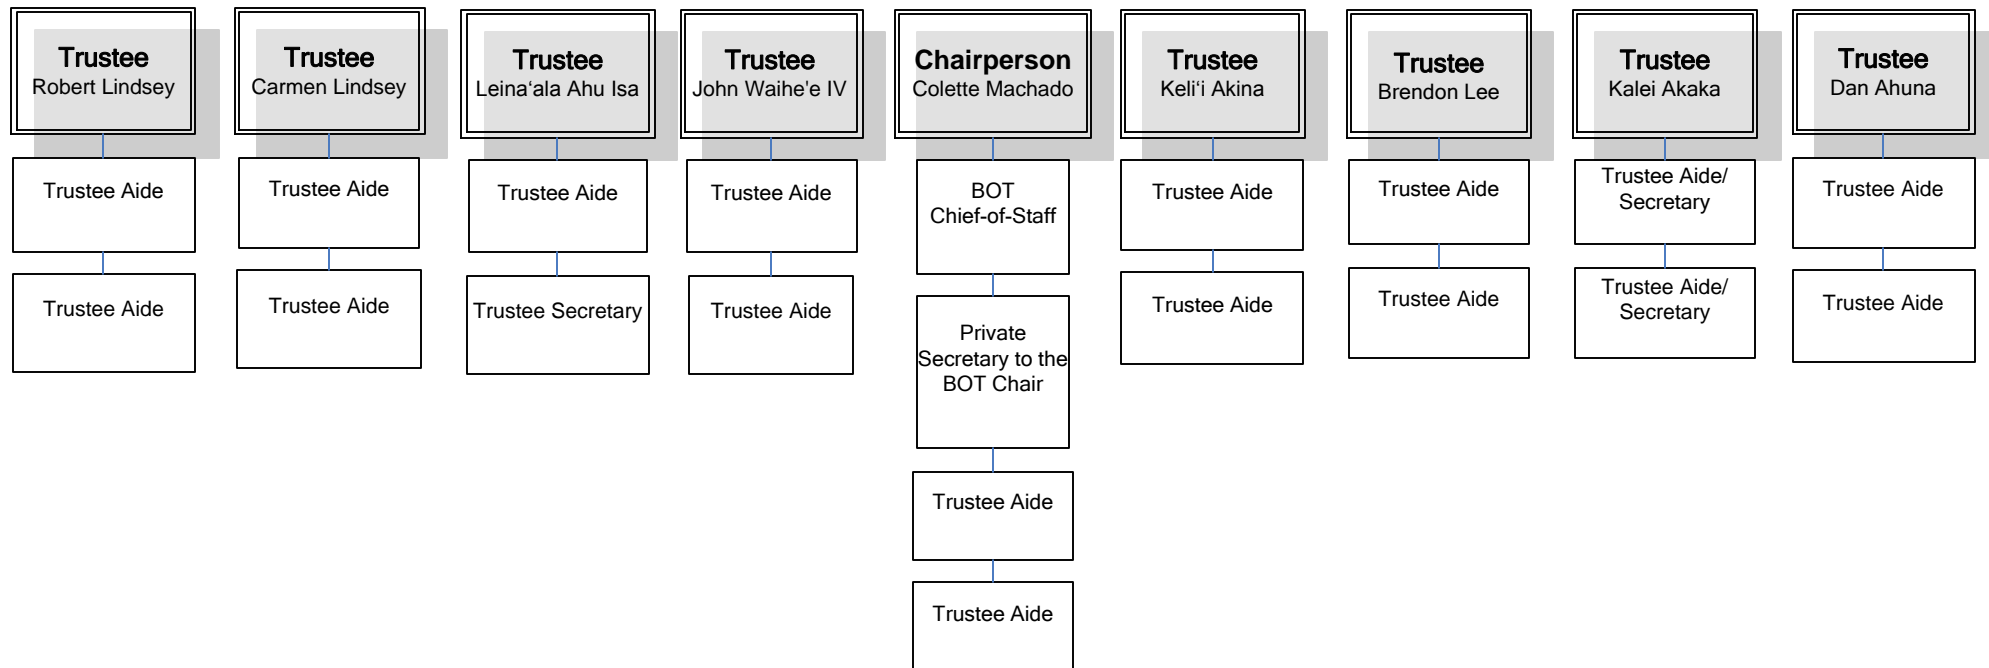 Trustee
Robert Lindsey
Trustee Aide
Trustee Aide
Trustee
Carmen Lindsey
Trustee Aide
Trustee Aide
Trustee
Leina‘ala Ahu Isa
Trustee Aide
Trustee Secretary
Trustee
John Waihe'e IV
Trustee Aide
Trustee Aide
Chairperson
Colette Machado
BOT
Chief-of-Staff
Private
Secretary to the
BOT Chair
Trustee Aide
Trustee Aide
Trustee
Keli‘i Akina
Trustee Aide
Trustee Aide
Trustee
Brendon Lee
Trustee Aide
Trustee Aide
Trustee
Kalei Akaka
Trustee Aide/
Secretary
Trustee Aide/
Secretary
Trustee
Dan Ahuna
Trustee Aide
Trustee Aide